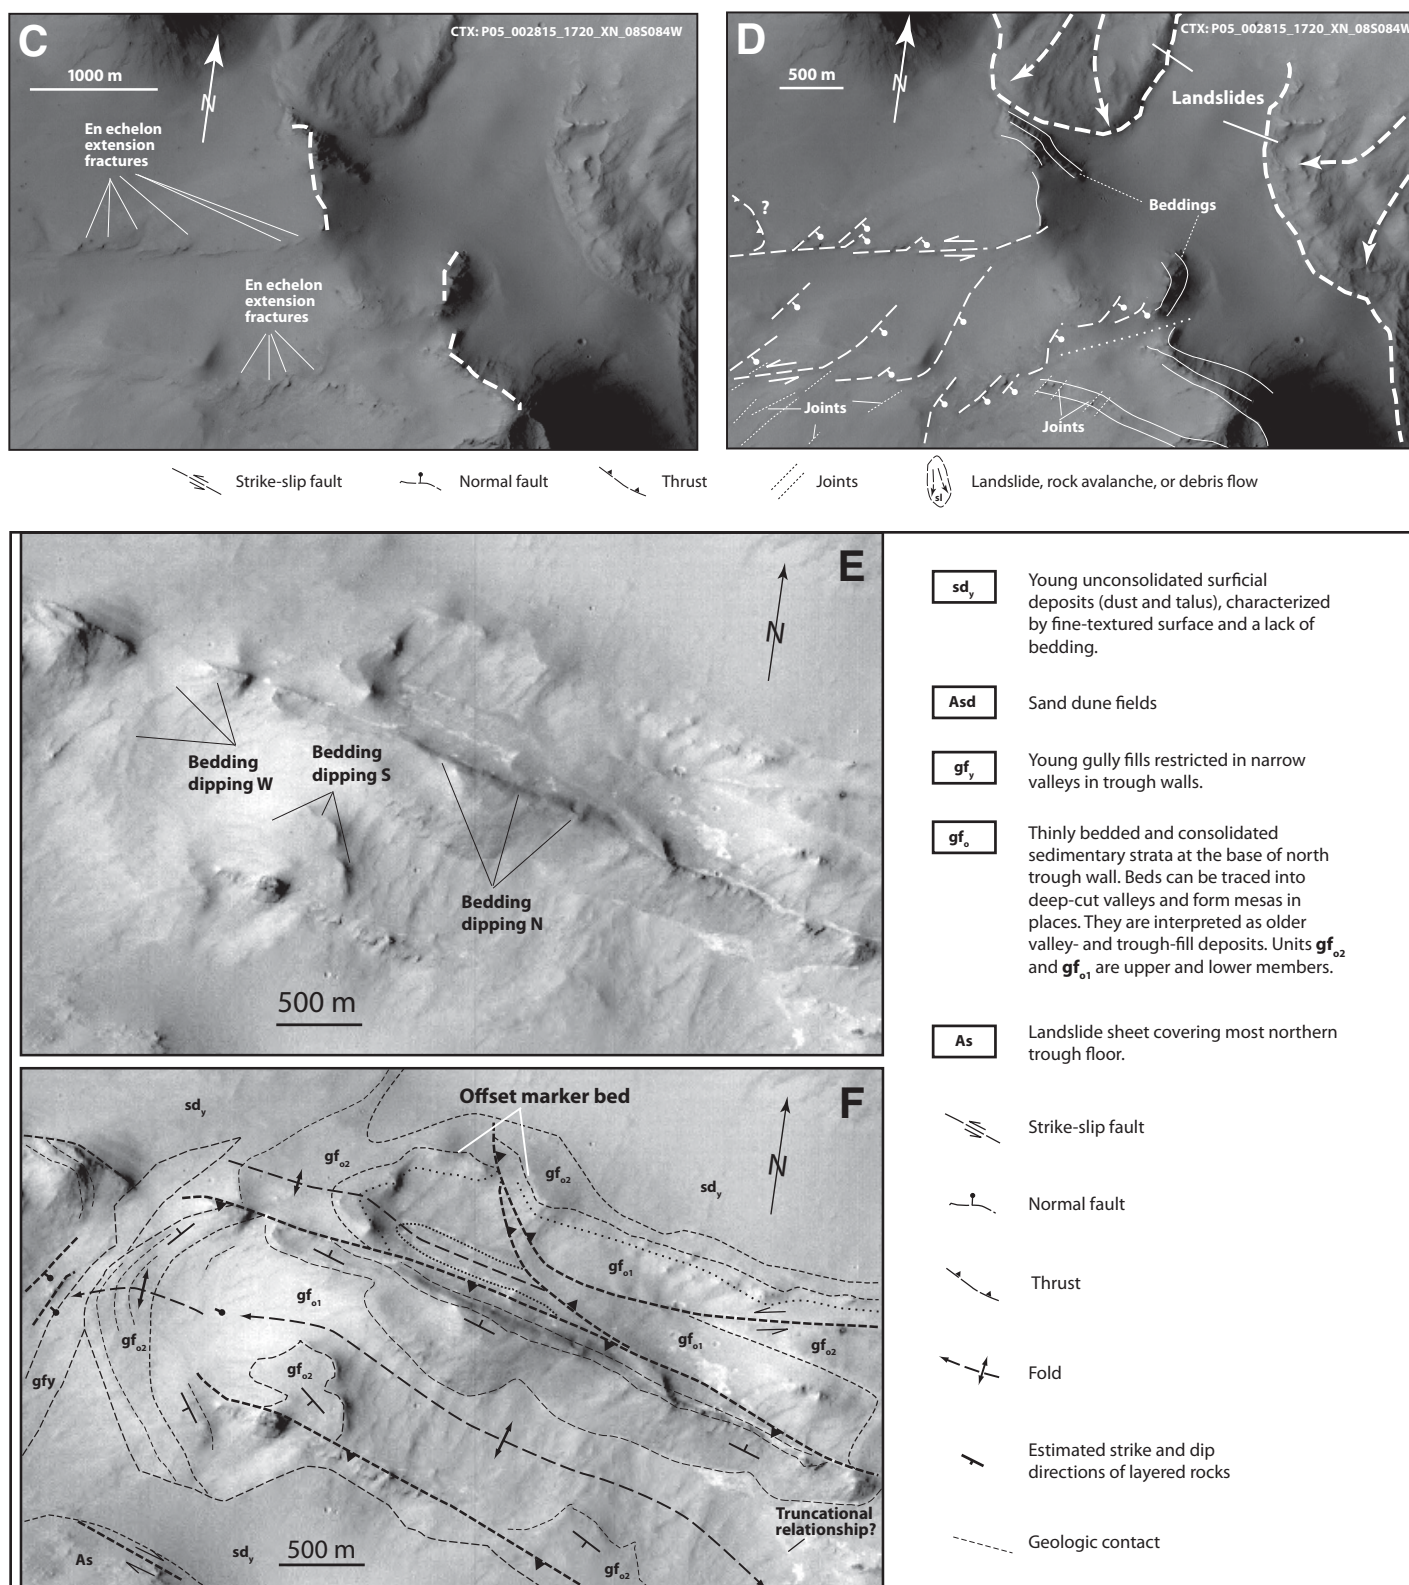 C
CTX: P05_002815_1720_XN_08S084W
1000 m
N
En echelon
extension
fractures
En echelon
extension
fractures
D
CTX: P05_002815_1720_XN_08S084W
500 m
N
Landslides
?
Beddings
Joints
Joints
Strike-slip fault
Normal fault
Thrust
Joints
sl
Landslide, rock avalanche, or debris flow
E
N
Bedding
dipping W
Bedding
dipping S
Bedding
dipping N
500 m
sdy
Young unconsolidated surficial
deposits (dust and talus), characterized
by fine-textured surface and a lack of
bedding.
Asd
Sand dune fields
gfy
Young gully fills restricted in narrow
valleys in trough walls.
gfo
Thinly bedded and consolidated
sedimentary strata at the base of north
trough wall. Beds can be traced into
deep-cut valleys and form mesas in
places. They are interpreted as older
valley- and trough-fill deposits. Units gfo2
and gfo1 are upper and lower members.
As
Landslide sheet covering most northern
trough floor.
Strike-slip fault
Normal fault
Thrust
Fold
Estimated strike and dip
directions of layered rocks
Geologic contact
F
Offset marker bed
sdy
gfo2
gfo2
sdy
N
gfo1
gfo1
gfo2
gfo1
gfo2
gfo2
gfy
Truncational
relationship?
As
sdy
500 m
gfo2